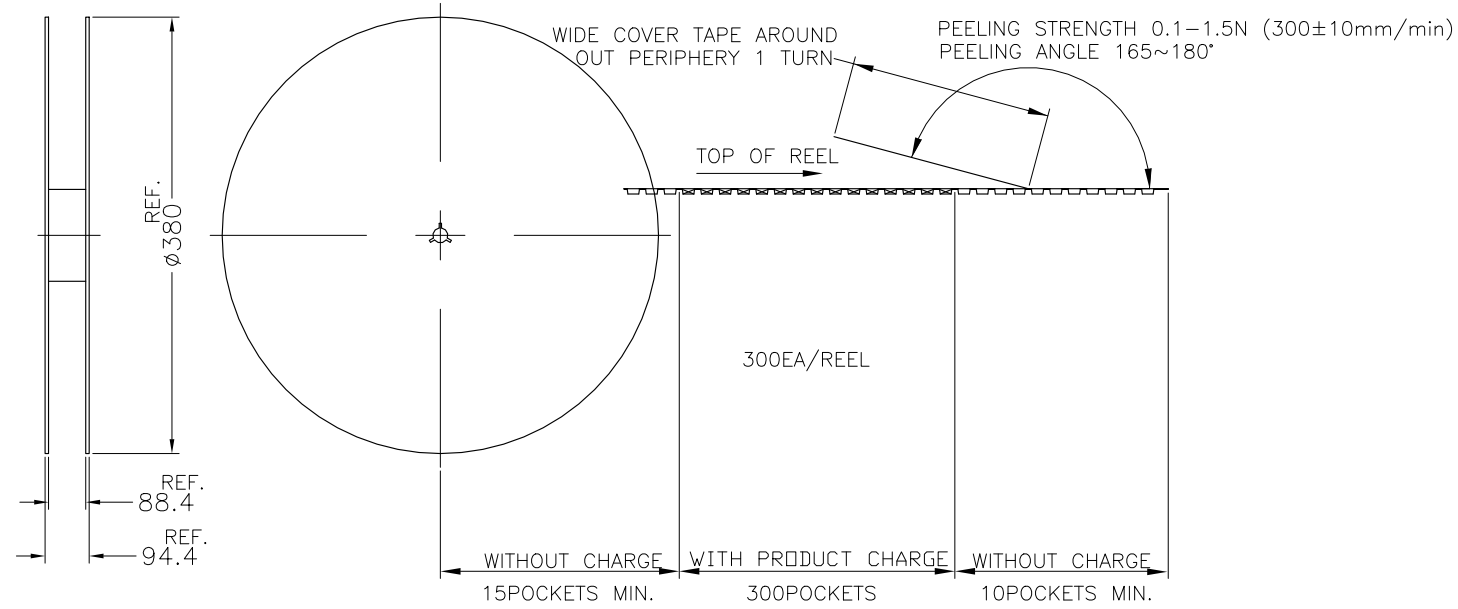 WIDE COVER TAPE AROUND
OUT PERIPHERY 1 TURN
PEELING STRENGTH 0.1-1.5N (300±10mm/min)
PEELING ANGLE 165~180°
TOP OF REEL
REF.
ø380
300EA/REEL
REF.
88.4
REF.
94.4
WITHOUT CHARGE
15POCKETS MIN.
WITH PRODUCT CHARGE
300POCKETS
WITHOUT CHARGE
10POCKETS MIN.